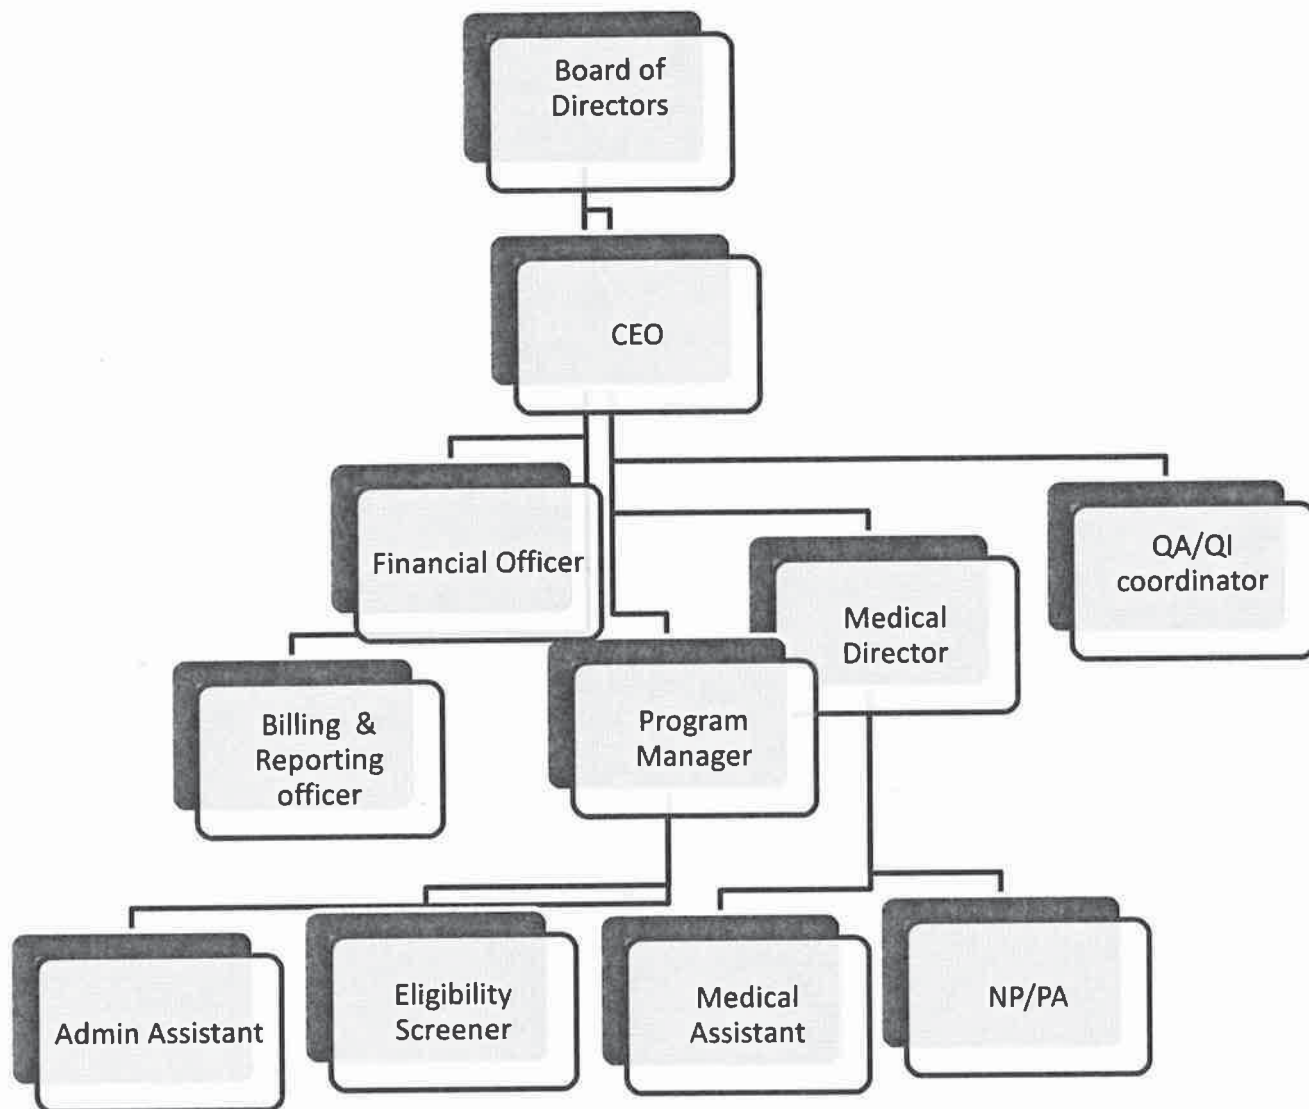 Board of
Directors
CEO
Financial Officer
QA/QI
coordinator
Medical
Director
Billing & 
Reporting
officer
Program
Manager
Admin Assistant
Eligibility
Screener
Medical
Assistant
NP/PA